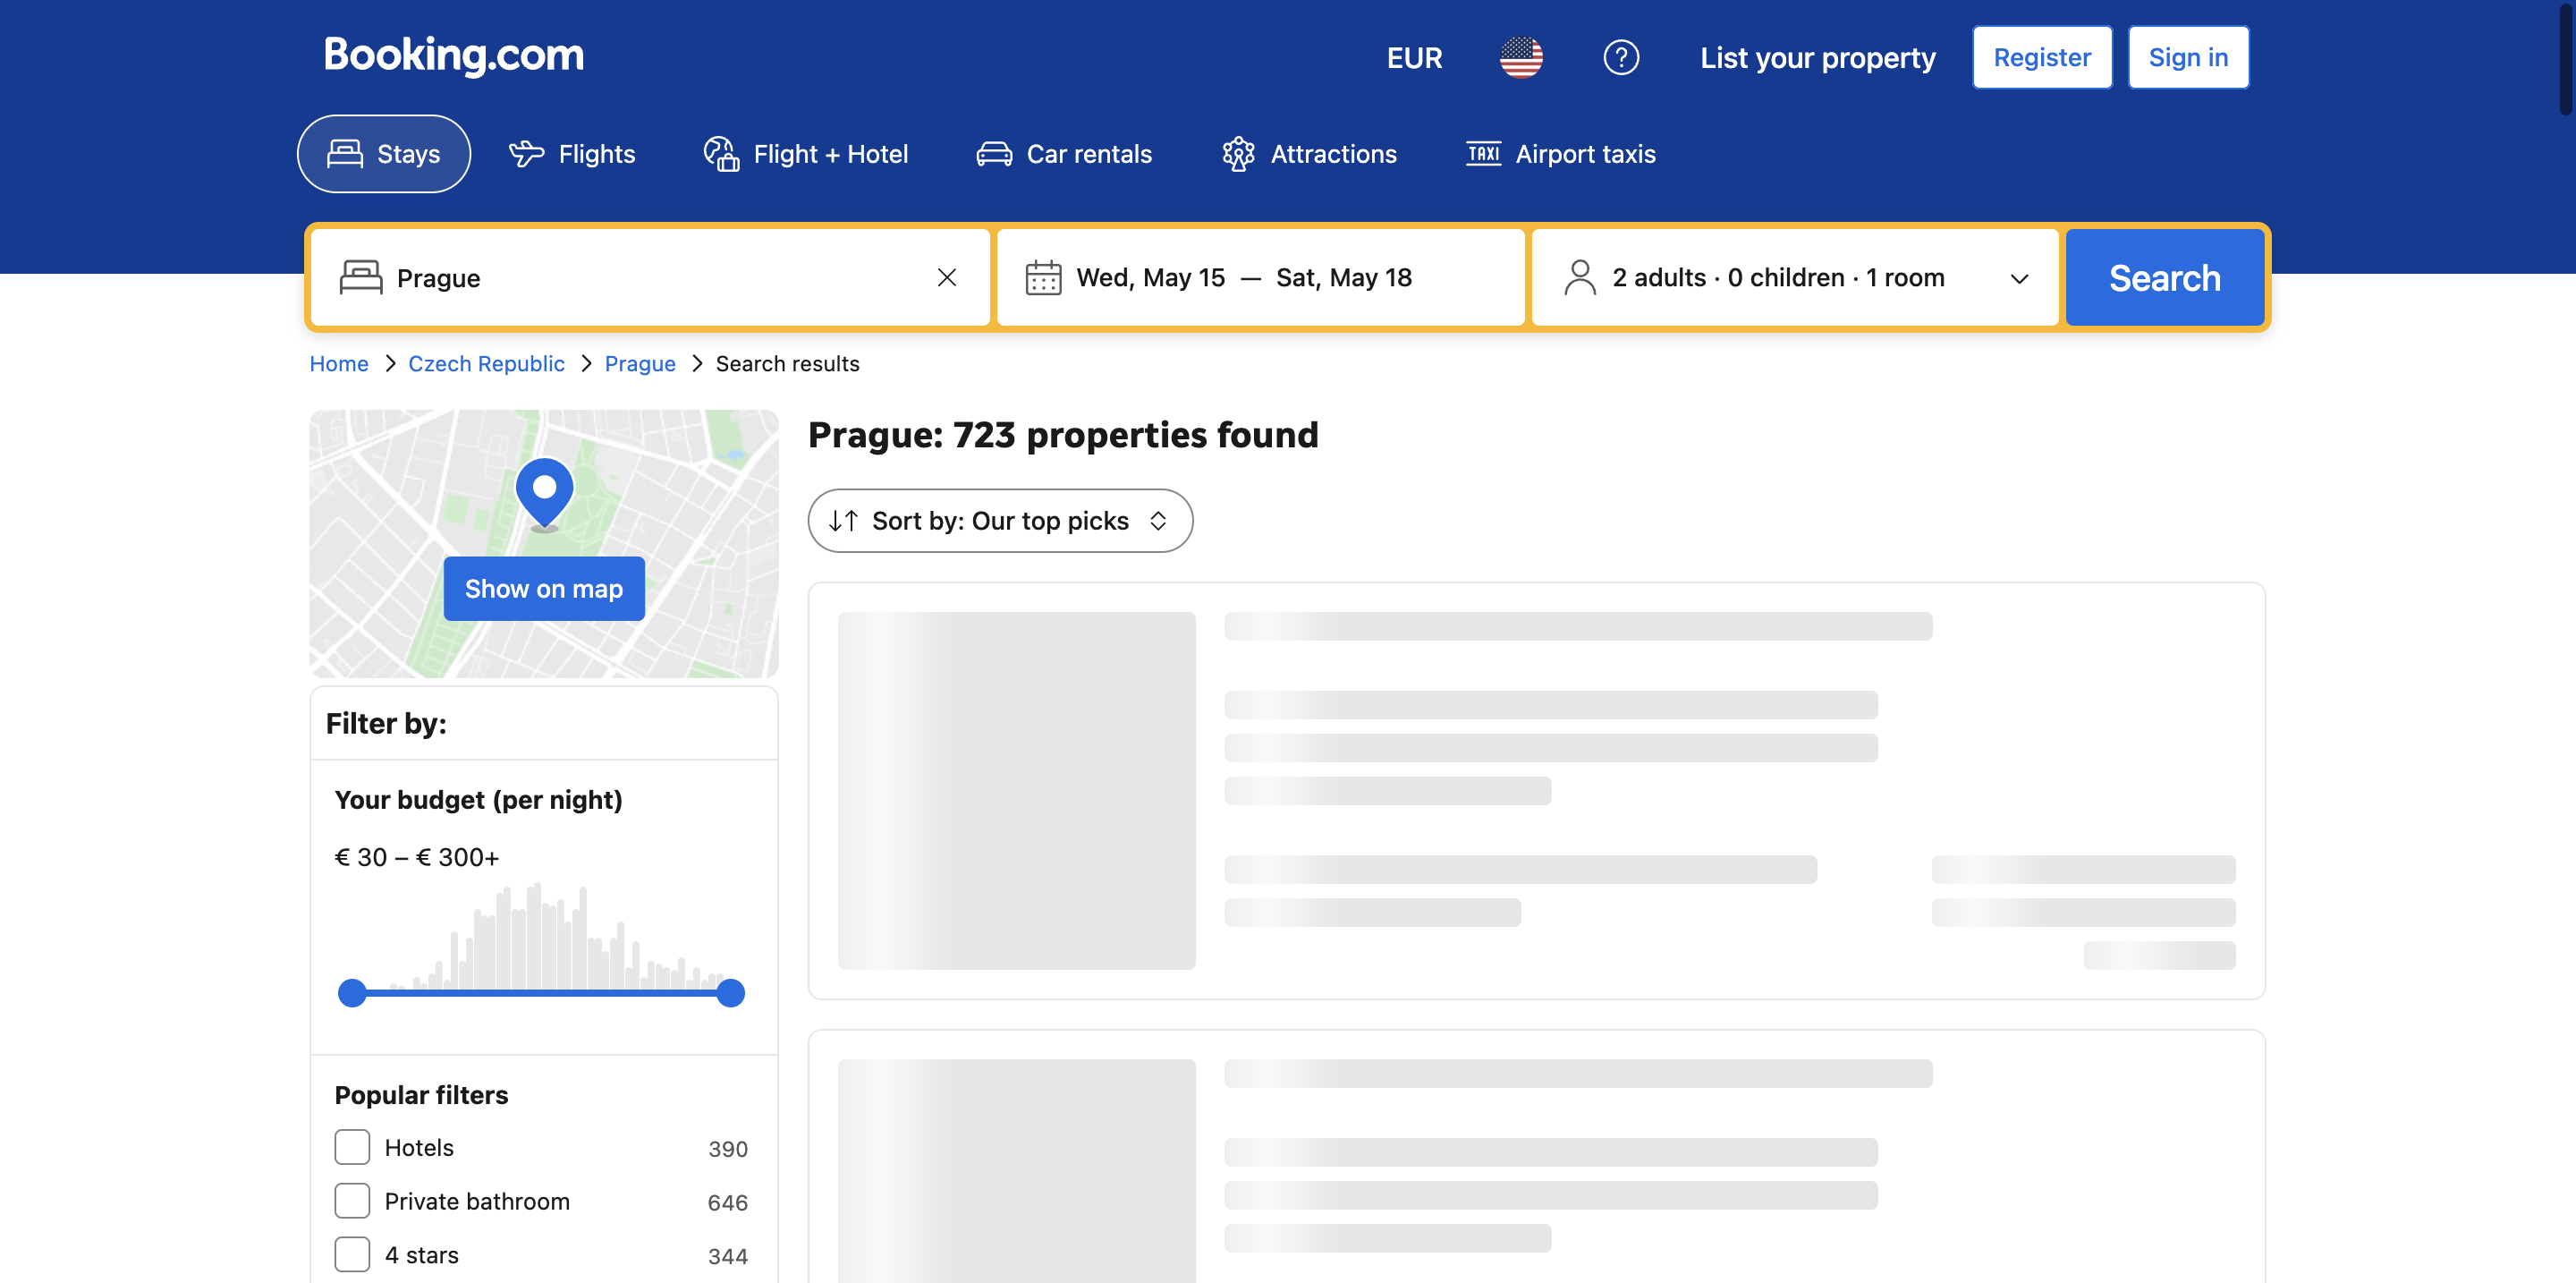 Booking.com
EUR
List your property
Register
Sign in
Stays
Flights
Flight + Hotel
Car rentals
Attractions
TAXI
Airport taxis
Prague
Wed, May 15 — Sat, May 18
2 adults · 0 children · 1 room
Search
Home > Czech Republic > Prague > Search results
Show on map
Prague: 723 properties found
Sort by: Our top picks
Filter by:
Your budget (per night)
€ 30 – € 300+
Popular filters
Hotels 390
Private bathroom 646
4 stars 344